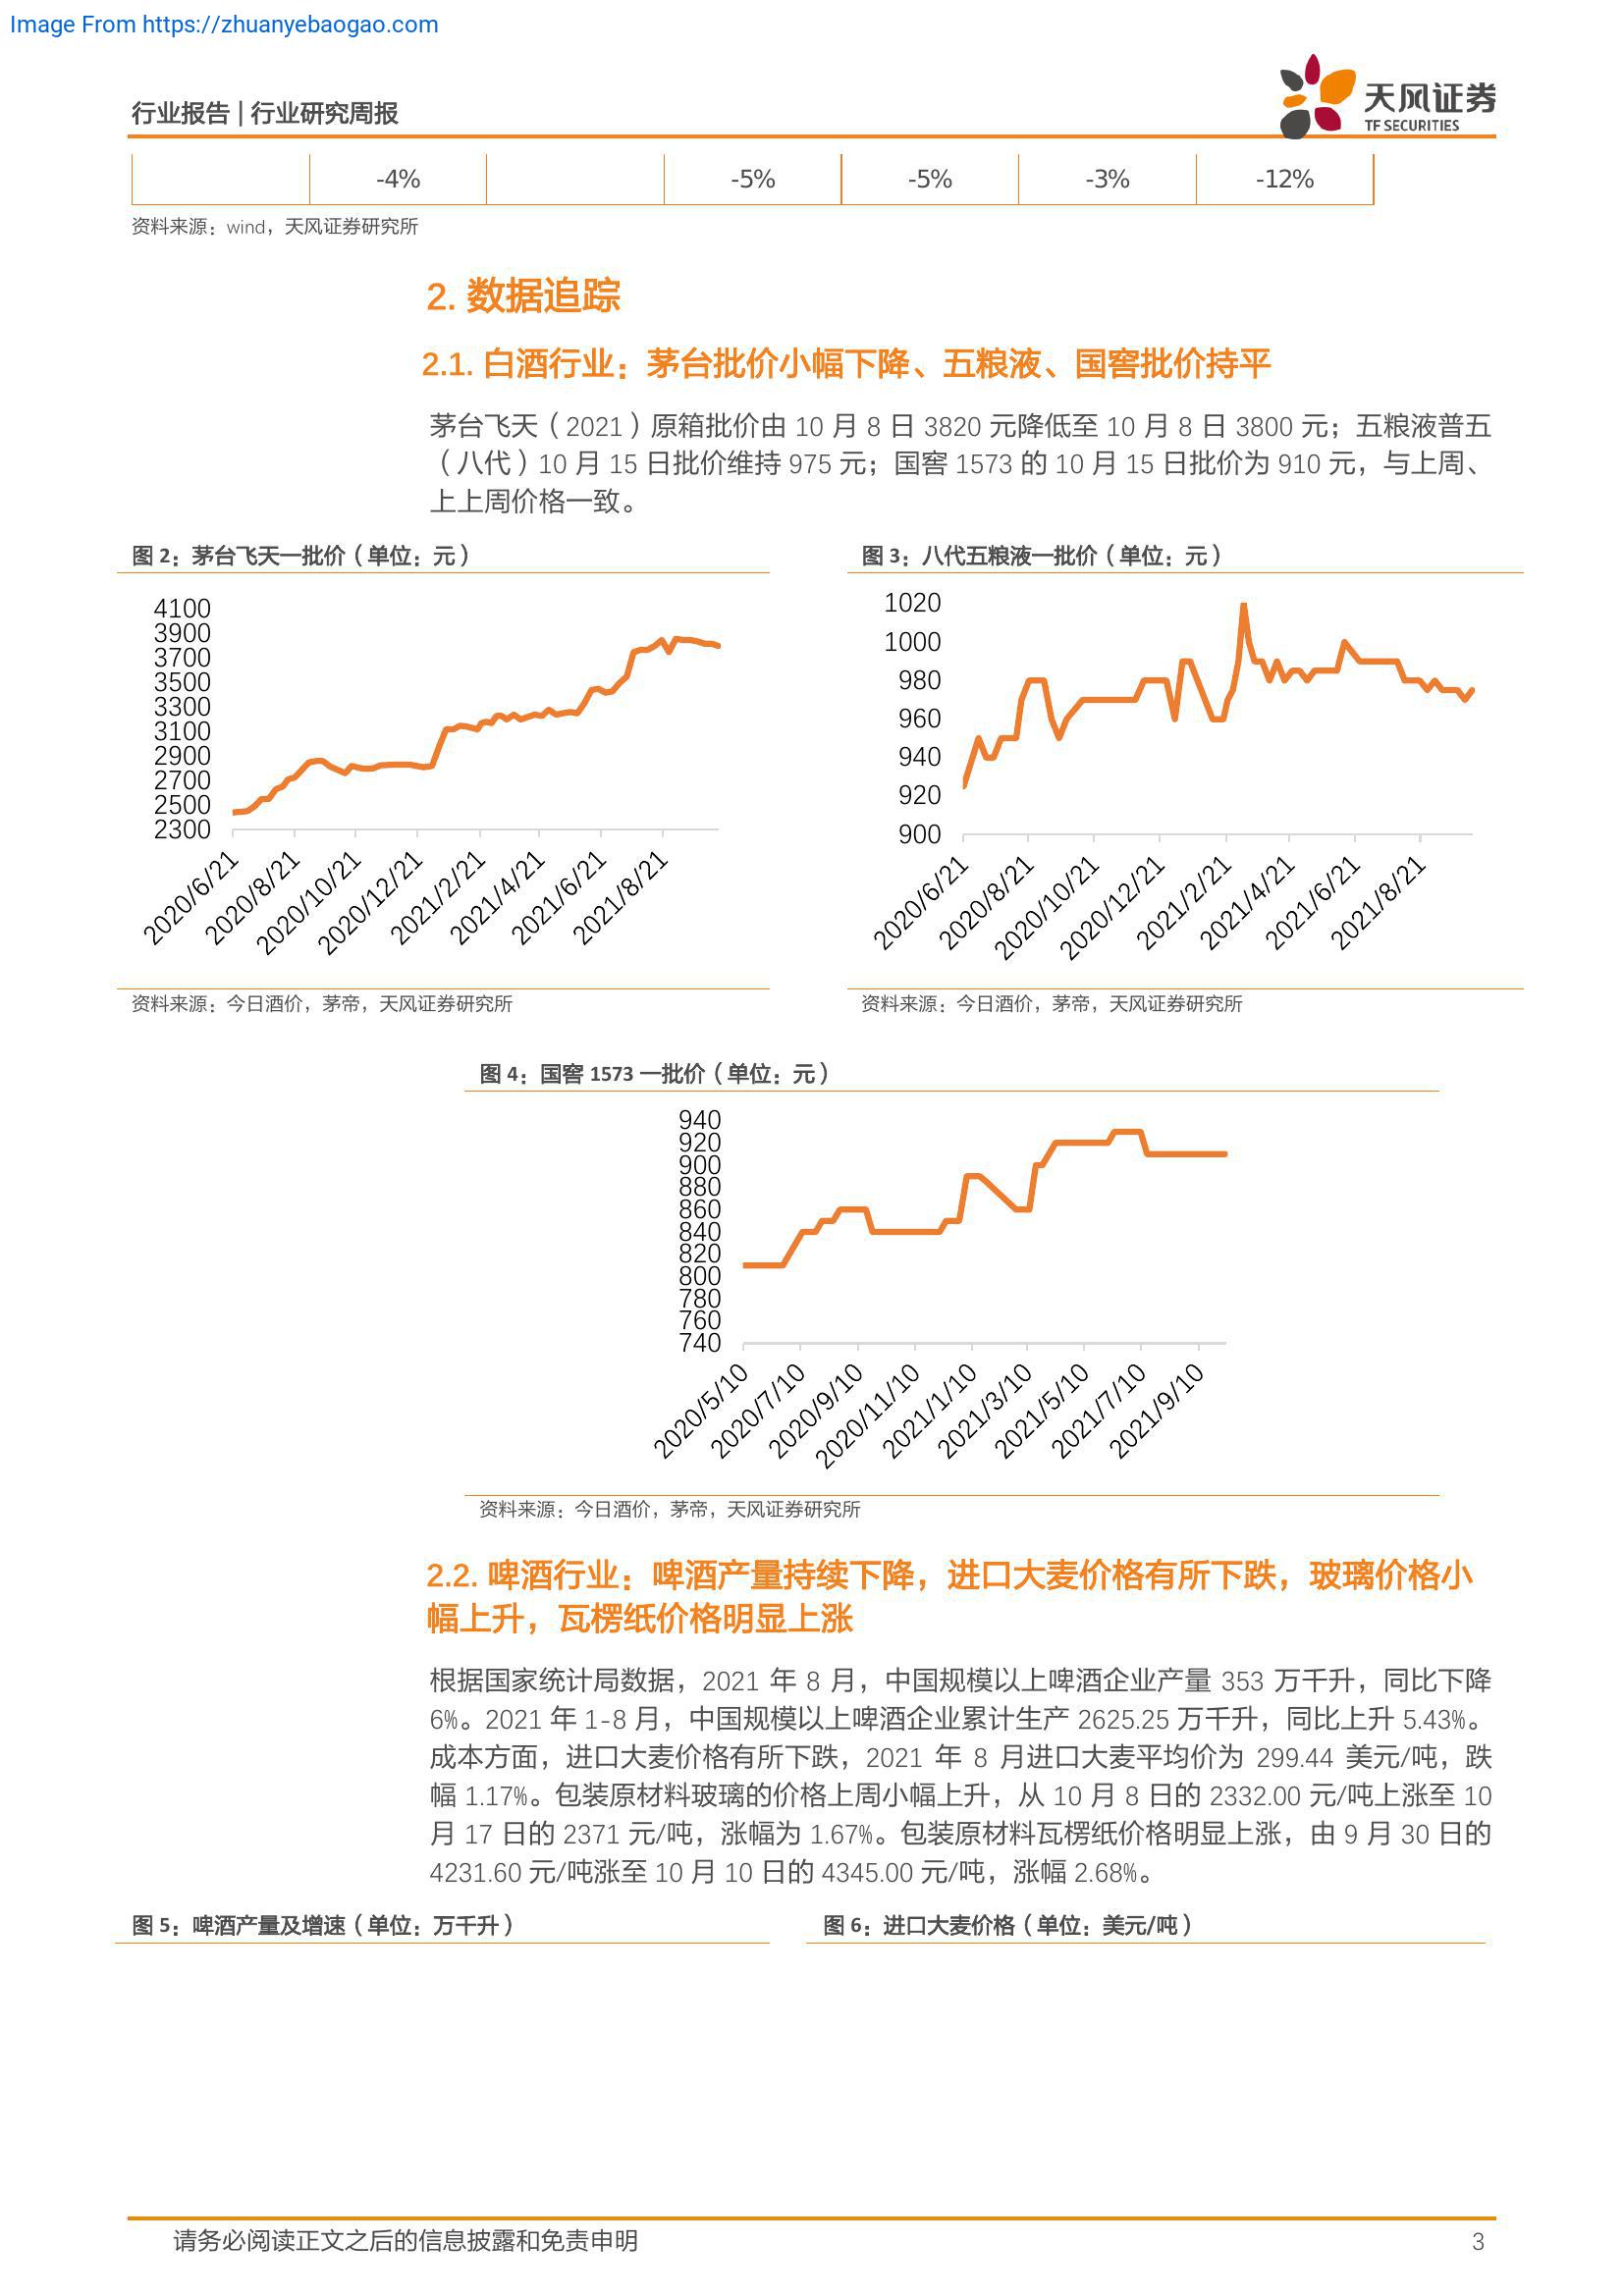 Image From https://zhuanyebaogao.com
行业报告 | 行业研究周报
天风证券
TF SECURITIES
-4% -5% -5% -3% -12%
资料来源：wind，天风证券研究所
2. 数据追踪
2.1. 白酒行业：茅台批价小幅下降、五粮液、国窖批价持平
茅台飞天（2021）原箱批价由 10 月 8 日 3820 元降低至 10 月 8 日 3800 元；五粮液普五
（八代）10 月 15 日批价维持 975 元；国窖 1573 的 10 月 15 日批价为 910 元，与上周、
上上周价格一致。
图 2：茅台飞天一批价（单位：元）
4100
3900
3700
3500
3300
3100
2900
2700
2500
2300
2020/6/21 2020/8/21 2020/10/21 2020/12/21 2021/2/21 2021/4/21 2021/6/21 2021/8/21
资料来源：今日酒价，茅帝，天风证券研究所
图 3：八代五粮液一批价（单位：元）
1020
1000
980
960
940
920
900
2020/6/21 2020/8/21 2020/10/21 2020/12/21 2021/2/21 2021/4/21 2021/6/21 2021/8/21
资料来源：今日酒价，茅帝，天风证券研究所
图 4：国窖 1573 一批价（单位：元）
940
920
900
880
860
840
820
800
780
760
740
2020/5/10 2020/7/10 2020/9/10 2020/11/10 2021/1/10 2021/3/10 2021/5/10 2021/7/10 2021/9/10
资料来源：今日酒价，茅帝，天风证券研究所
2.2. 啤酒行业：啤酒产量持续下降，进口大麦价格有所下跌，玻璃价格小
幅上升，瓦楞纸价格明显上涨
根据国家统计局数据，2021 年 8 月，中国规模以上啤酒企业产量 353 万千升，同比下降
6%。2021 年 1-8 月，中国规模以上啤酒企业累计生产 2625.25 万千升，同比上升 5.43%。
成本方面，进口大麦价格有所下跌，2021 年 8 月进口大麦平均价为 299.44 美元/吨，跌
幅 1.17%。包装原材料玻璃的价格上周小幅上升，从 10 月 8 日的 2332.00 元/吨上涨至 10
月 17 日的 2371 元/吨，涨幅为 1.67%。包装原材料瓦楞纸价格明显上涨，由 9 月 30 日的
4231.60 元/吨涨至 10 月 10 日的 4345.00 元/吨，涨幅 2.68%。
图 5：啤酒产量及增速（单位：万千升）
图 6：进口大麦价格（单位：美元/吨）
请务必阅读正文之后的信息披露和免责申明
3